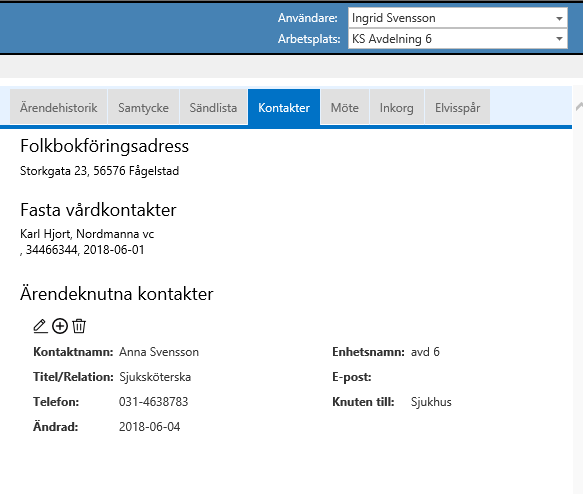 Användare: Ingrid Svensson
Arbetsplats: KS Avdelning 6
Ärendehistorik Samtycke Sändlista Kontakter Möte Inkorg Elvisspår
Folkbokföringsadress
Storkgata 23, 56576 Fågelstad
Fasta vårdkontakter
Karl Hjort, Nordmanna vc
, 34466344, 2018-06-01
Ärendeknutna kontakter
Kontaktnamn: Anna Svensson Enhetsnamn: avd 6
Titel/Relation: Sjuksköterska E-post:
Telefon: 031-4638783 Knuten till: Sjukhus
Ändrad: 2018-06-04